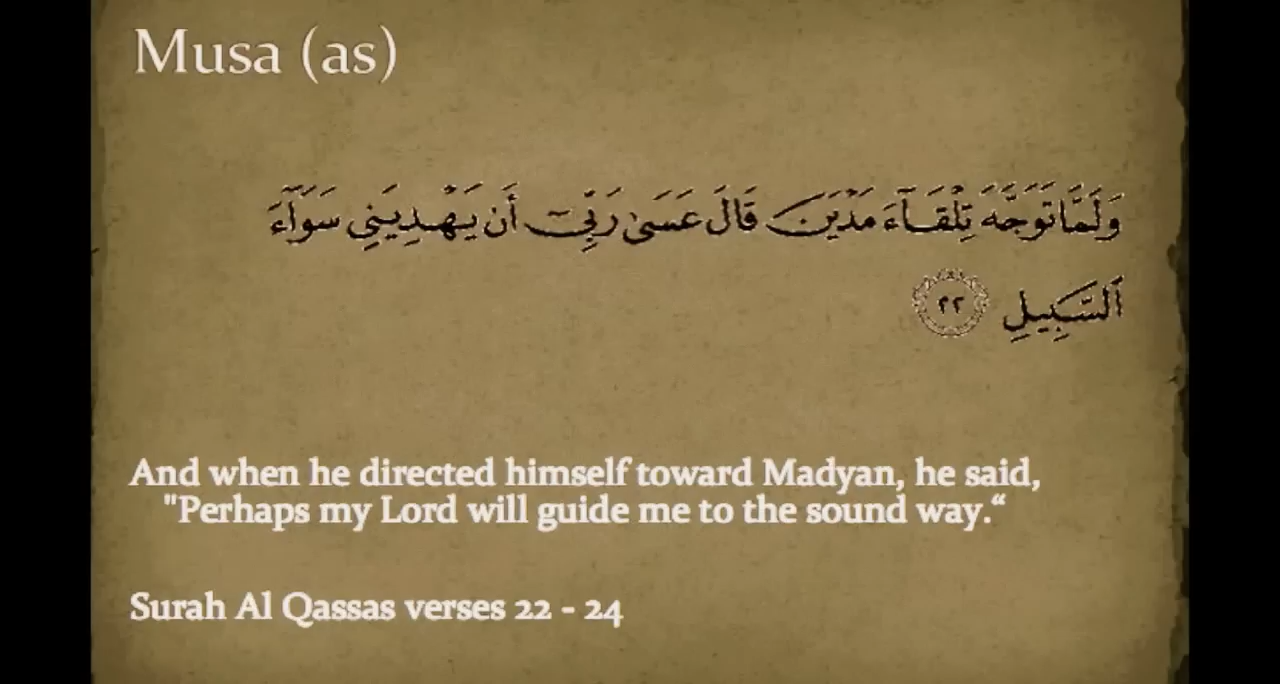 Musa (as)
وَلَمَّا تَوَجَّهَ تِلْقَآءَ مَدْيَنَ قَالَ عَسَىٰ رَبِّىٓ أَن يَهْدِيَنِى سَوَآءَ
ٱلسَّبِيلِ ٢٢
And when he directed himself toward Madyan, he said,
"Perhaps my Lord will guide me to the sound way.“
Surah Al Qassas verses 22 - 24